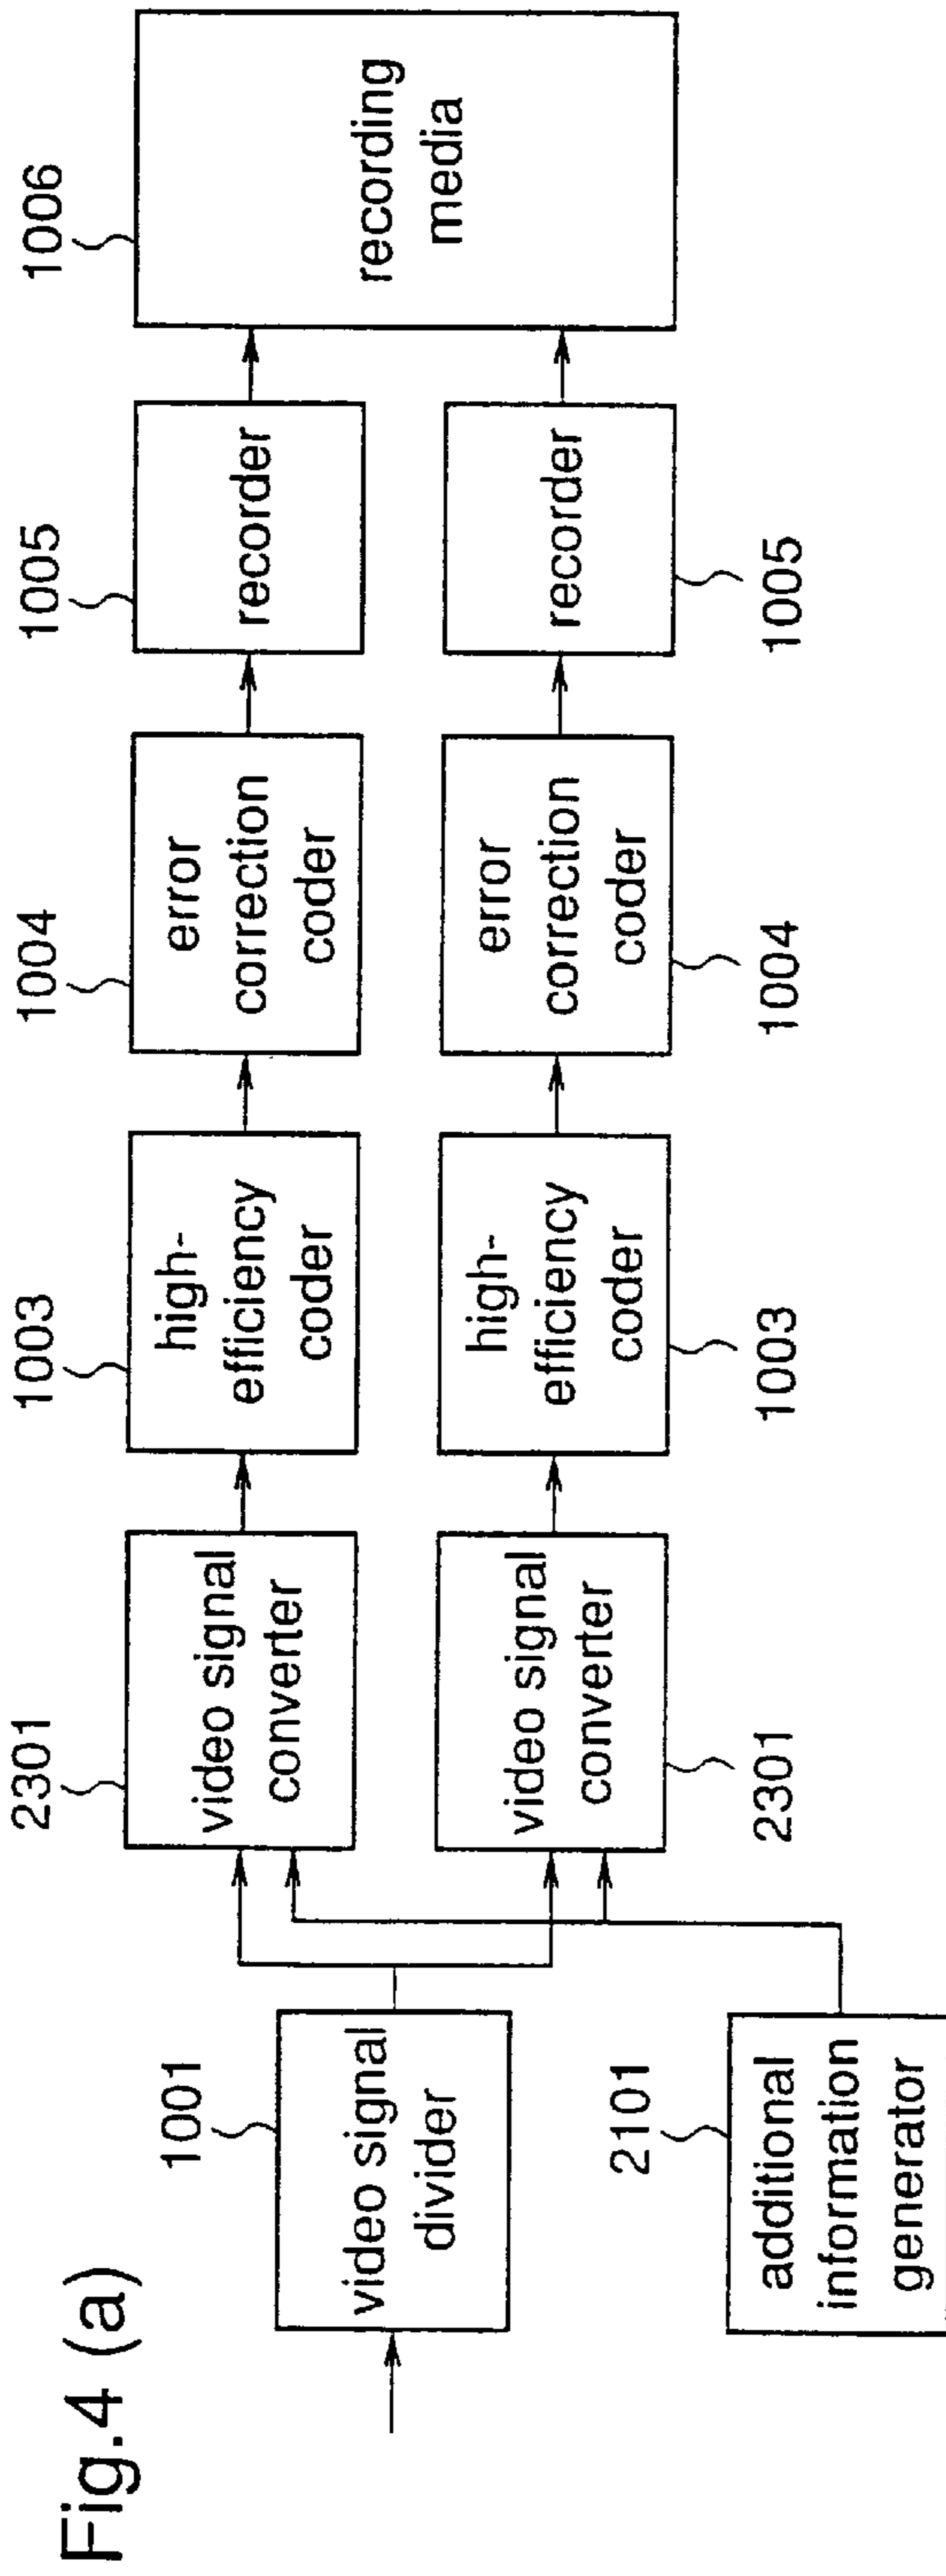 Fig.4 (a)
1001
video signal
divider
2101
additional
information
generator
2301
video signal
converter
1003
high-
efficiency
coder
1004
error
correction
coder
1005
recorder
1006
recording
media
video signal
converter
2301
high-
efficiency
coder
1003
error
correction
coder
1004
recorder
1005